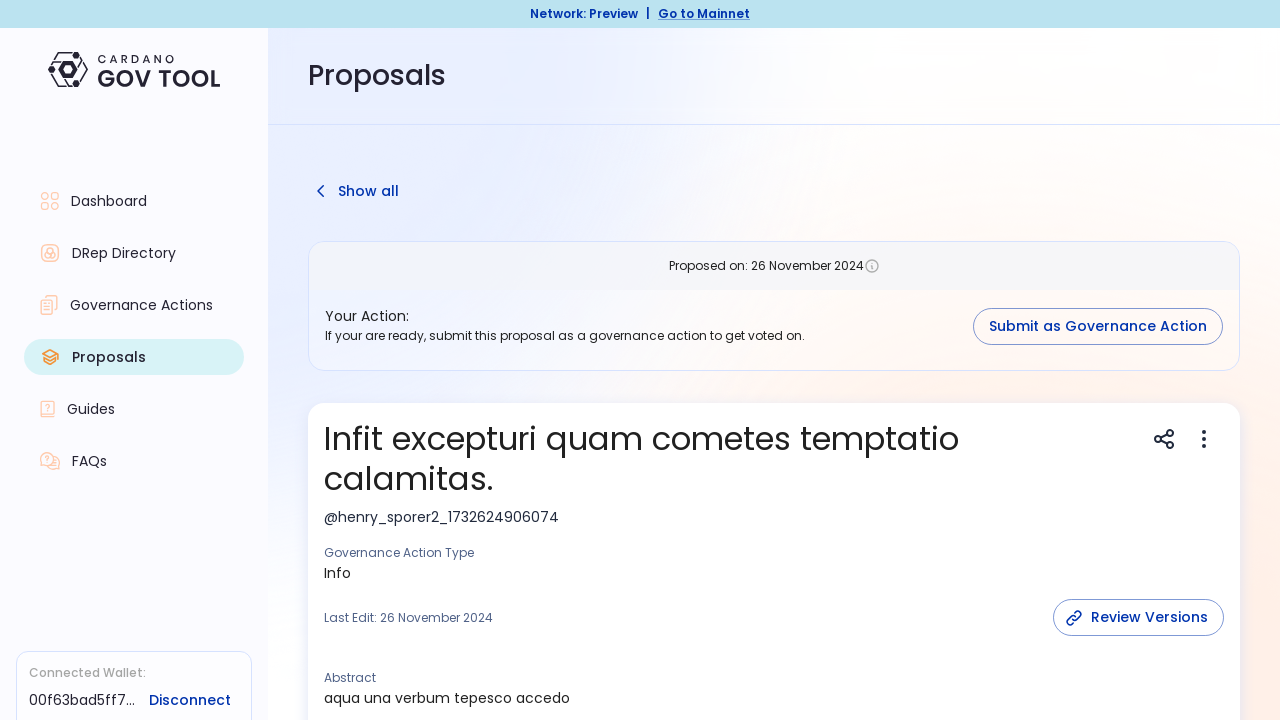 Network: Preview | Go to Mainnet
CARDANO
GOV TOOL
Dashboard
DRep Directory
Governance Actions
Proposals
Guides
FAQs
Connected Wallet:
00f63bad5ff7... Disconnect
Proposals
Show all
Proposed on: 26 November 2024
Your Action:
If your are ready, submit this proposal as a governance action to get voted on.
Submit as Governance Action
Infit excepturi quam cometes temptatio
calamitas.
@henry_sporer2_1732624906074
Governance Action Type
Info
Last Edit: 26 November 2024
Review Versions
Abstract
aqua una verbum tepesco accedo